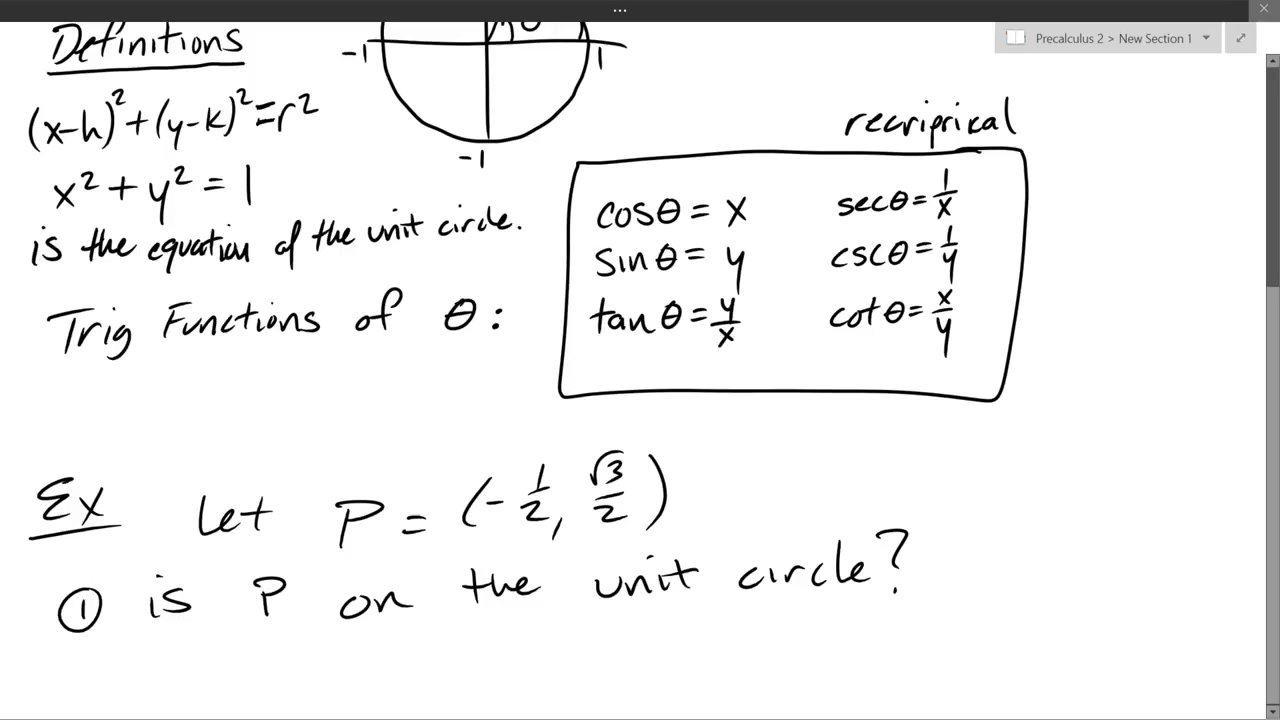 ...
Precalculus 2 > New Section 1
Definitions
θ
-1
1
-1
(x-h)² + (y-k)² = r²
x² + y² = 1
is the equation of the unit circle.
Trig Functions of θ:
recriprical
cosθ = x secθ = 1/x
sinθ = y cscθ = 1/y
tanθ = y/x cotθ = x/y
Ex Let P = (-1/2, √3/2)
① is P on the unit circle?